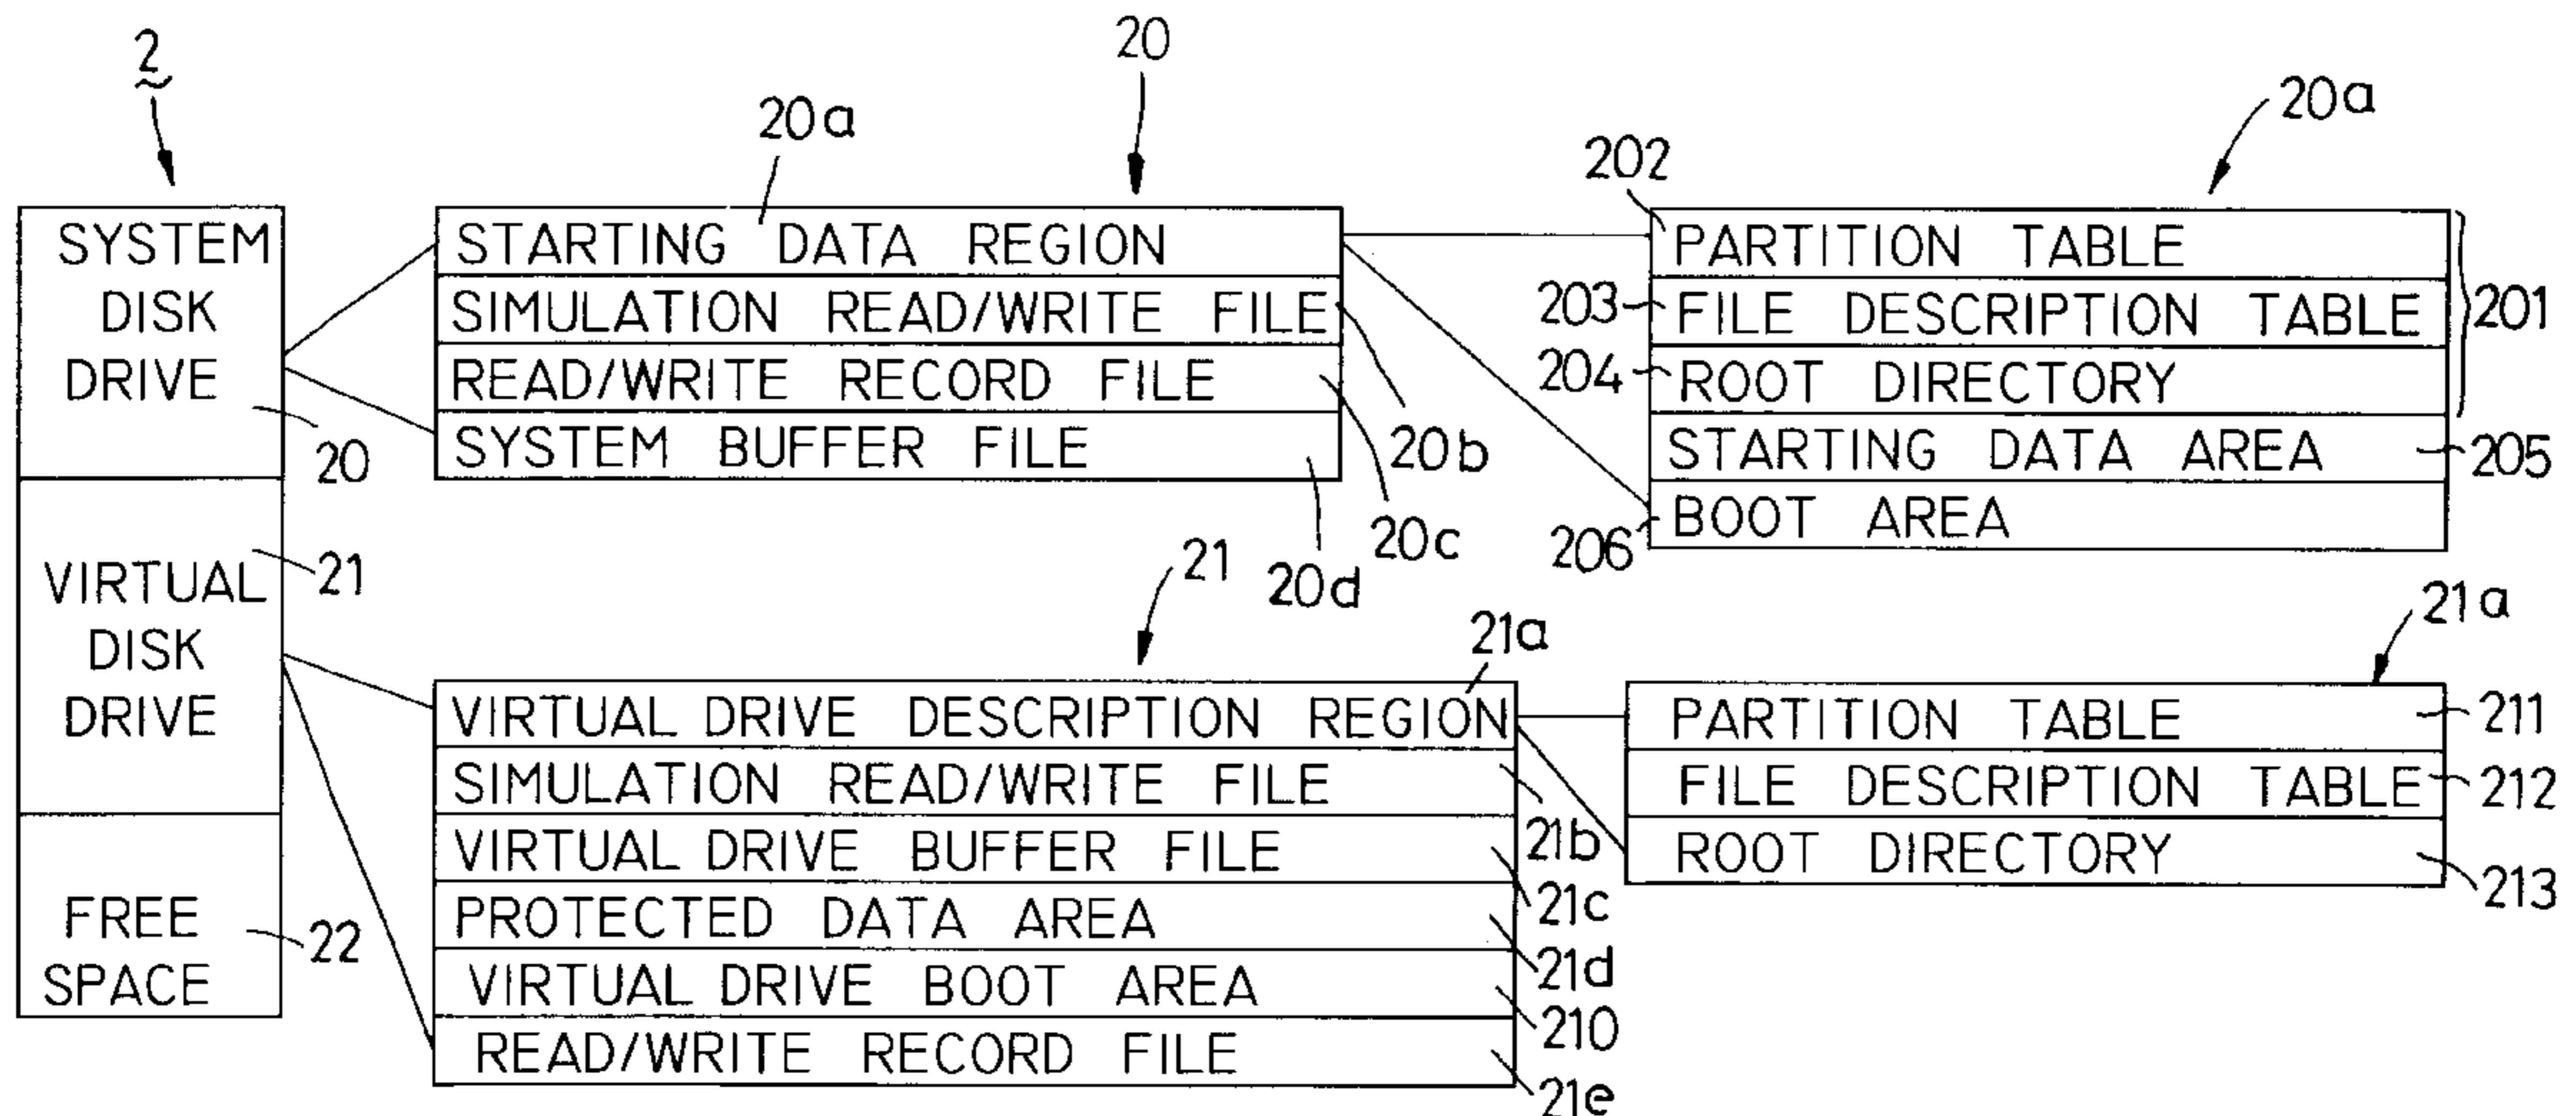 2
SYSTEM
DISK
DRIVE
20
VIRTUAL
DISK
DRIVE
21
FREE
SPACE
22
20
20a
STARTING DATA REGION
SIMULATION READ/WRITE FILE
READ/WRITE RECORD FILE
SYSTEM BUFFER FILE
20b
20c
20d
20a
202
PARTITION TABLE
203
FILE DESCRIPTION TABLE
201
204
ROOT DIRECTORY
STARTING DATA AREA
205
206
BOOT AREA
21
21a
VIRTUAL DRIVE DESCRIPTION REGION
SIMULATION READ/WRITE FILE
21b
VIRTUAL DRIVE BUFFER FILE
21c
PROTECTED DATA AREA
21d
VIRTUAL DRIVE BOOT AREA
210
READ/WRITE RECORD FILE
21e
21a
PARTITION TABLE
211
FILE DESCRIPTION TABLE
212
ROOT DIRECTORY
213